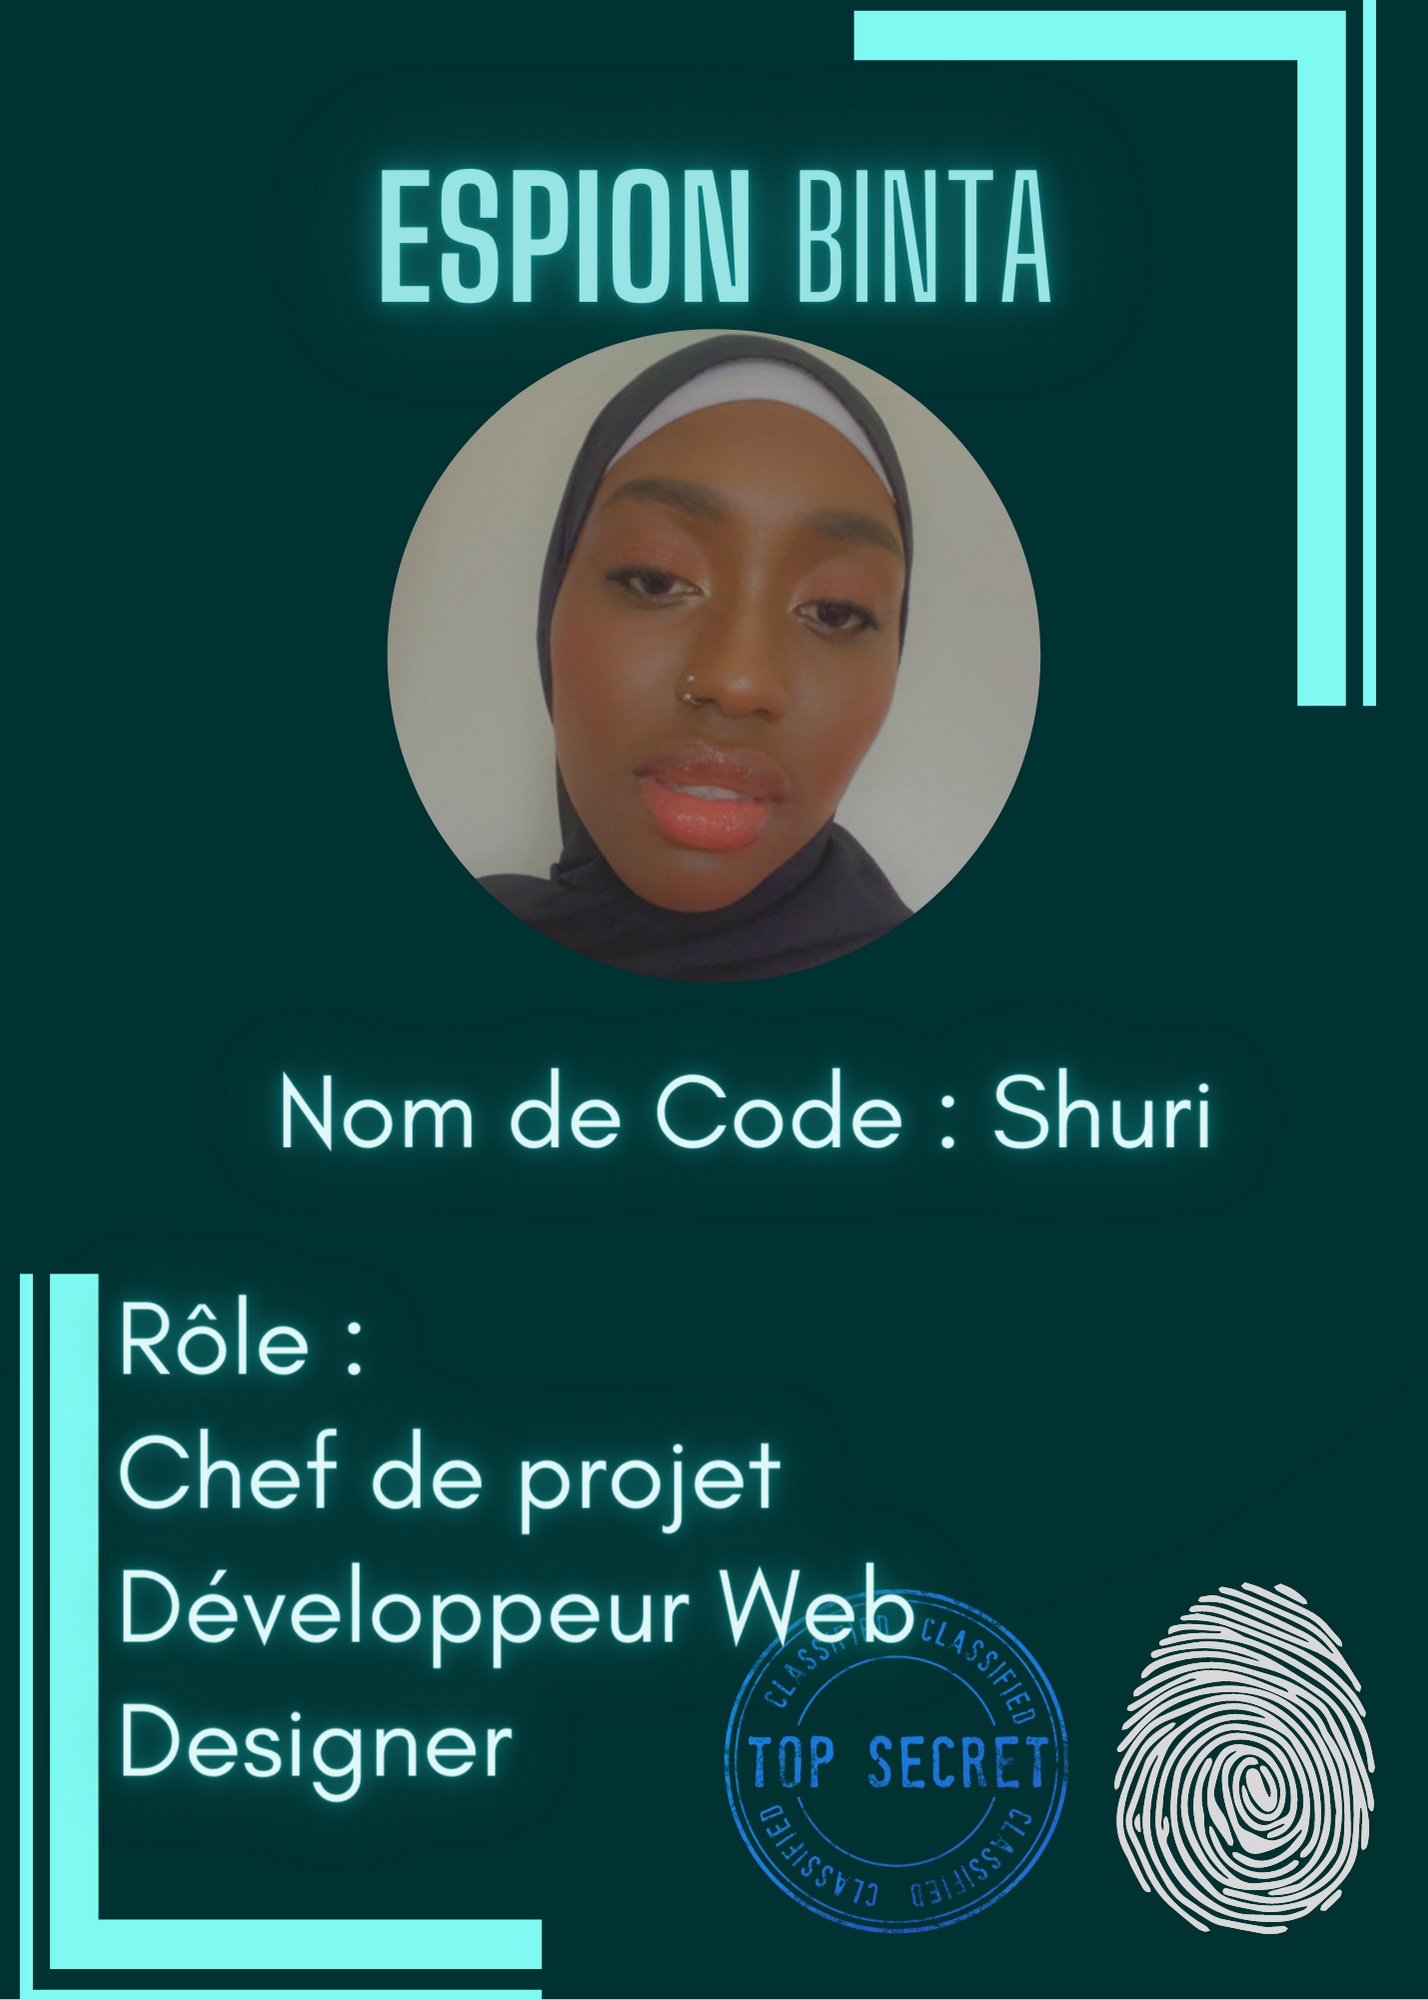 ESPION BINTA
Nom de Code : Shuri
Rôle :
Chef de projet
Développeur Web
Designer
CLASSIFIED CLASSIFIED
TOP SECRET
CLASSIFIED CLASSIFIED